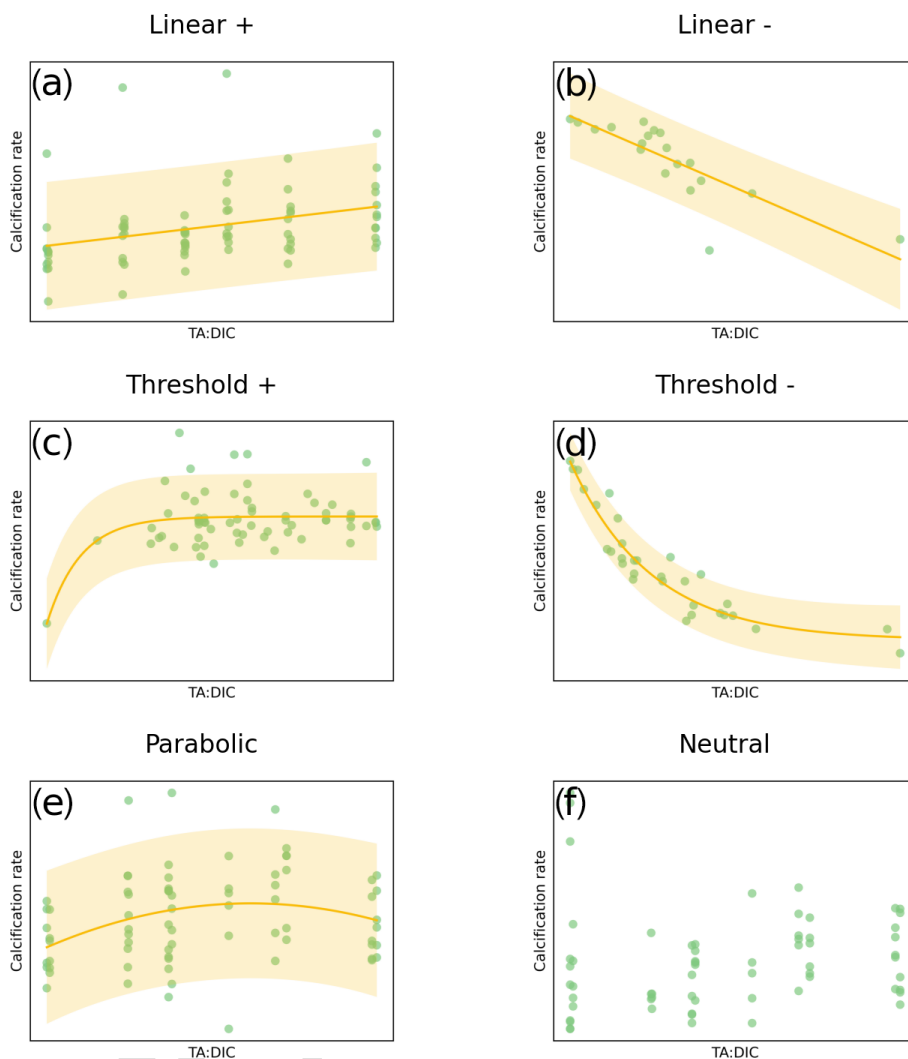 Linear +
Linear -
(a)
(b)
Calcification rate
Calcification rate
TA:DIC
TA:DIC
Threshold +
Threshold -
(c)
(d)
Calcification rate
Calcification rate
TA:DIC
TA:DIC
Parabolic
Neutral
(e)
(f)
Calcification rate
Calcification rate
TA:DIC
TA:DIC